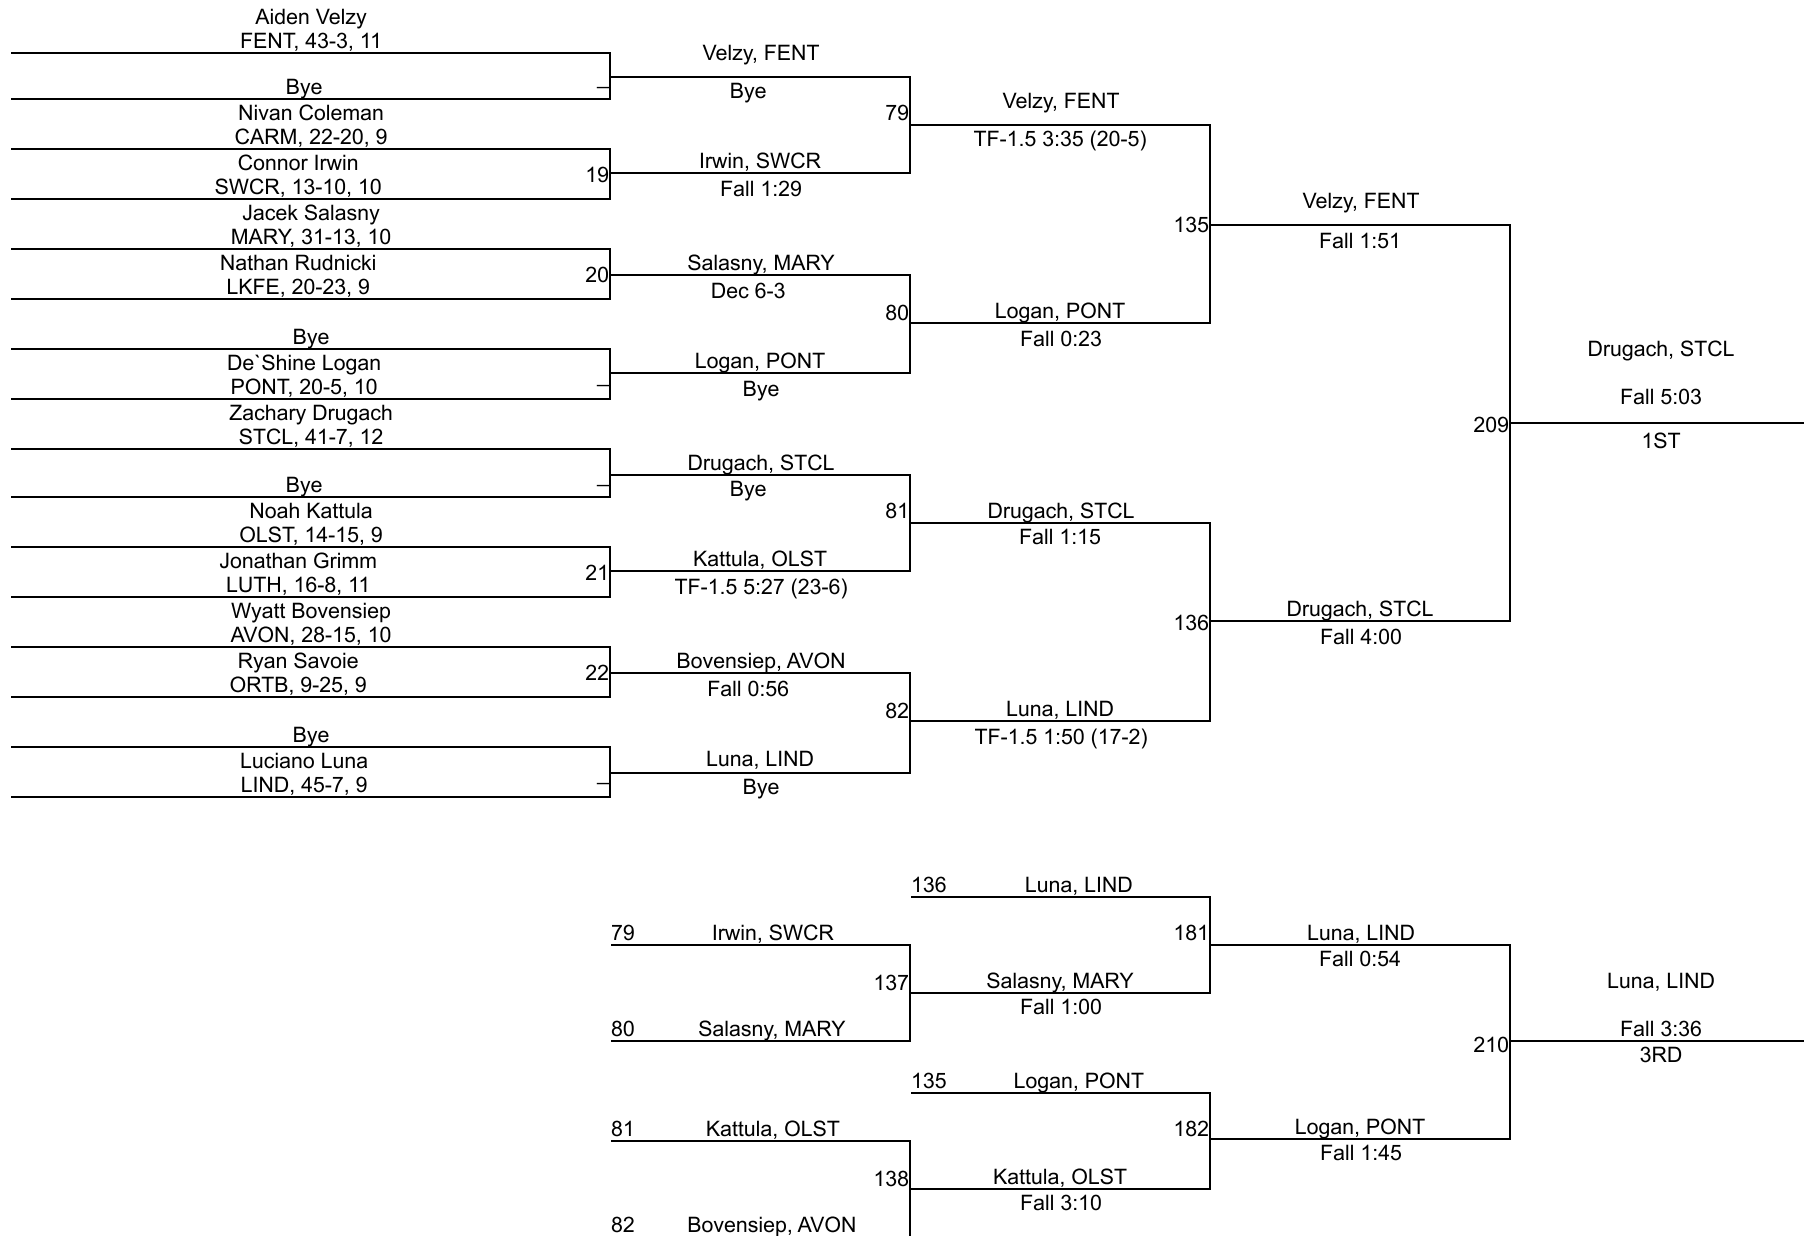 Aiden Velzy
FENT, 43-3, 11
Bye
Nivan Coleman
CARM, 22-20, 9
Connor Irwin
SWCR, 13-10, 10
Jacek Salasny
MARY, 31-13, 10
Nathan Rudnicki
LKFE, 20-23, 9
Bye
De`Shine Logan
PONT, 20-5, 10
Zachary Drugach
STCL, 41-7, 12
Bye
Noah Kattula
OLST, 14-15, 9
Jonathan Grimm
LUTH, 16-8, 11
Wyatt Bovensiep
AVON, 28-15, 10
Ryan Savoie
ORTB, 9-25, 9
Bye
Luciano Luna
LIND, 45-7, 9
19
20
21
22
Velzy, FENT
Bye
Irwin, SWCR
Fall 1:29
Salasny, MARY
Dec 6-3
Logan, PONT
Bye
Drugach, STCL
Bye
Kattula, OLST
TF-1.5 5:27 (23-6)
Bovensiep, AVON
Fall 0:56
Luna, LIND
Bye
79
80
81
82
Velzy, FENT
TF-1.5 3:35 (20-5)
Logan, PONT
Fall 0:23
Drugach, STCL
Fall 1:15
Luna, LIND
TF-1.5 1:50 (17-2)
135
136
Velzy, FENT
Fall 1:51
Drugach, STCL
Fall 4:00
209
Drugach, STCL
Fall 5:03
1ST
79 Irwin, SWCR
80 Salasny, MARY
81 Kattula, OLST
82 Bovensiep, AVON
137
138
136 Luna, LIND
Salasny, MARY
Fall 1:00
135 Logan, PONT
Kattula, OLST
Fall 3:10
181
182
Luna, LIND
Fall 0:54
Logan, PONT
Fall 1:45
210
Luna, LIND
Fall 3:36
3RD